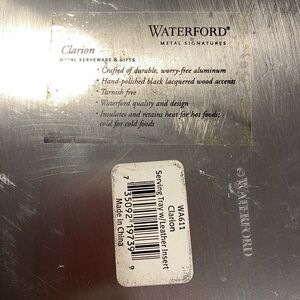 WATERFORD®
METAL SIGNATURES
Clarion
METAL SERVEWARE & GIFTS
• Crafted of durable, worry-free aluminum
• Hand-polished black lacquered wood accents
• Tarnish free
• Waterford quality and design
• Insulates and retains heat for hot foods;
cold for cold foods
WA611
Serving Tray w/Leather Insert
Clarion
7 35092 19739 9
Made In China
© WATERFORD